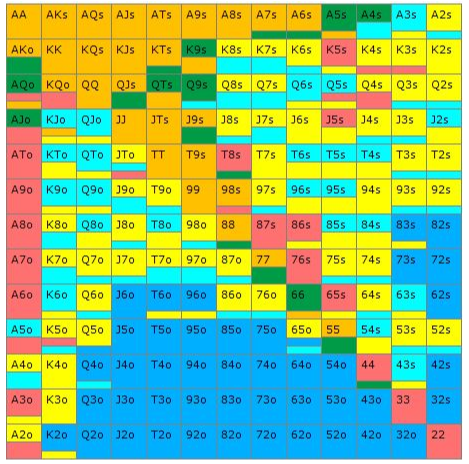 AA AKs AQs AJs ATs A9s A8s A7s A6s A5s A4s A3s A2s
AKo KK KQs KJs KTs K9s K8s K7s K6s K5s K4s K3s K2s
AQo KQo QQ QJs QTs Q9s Q8s Q7s Q6s Q5s Q4s Q3s Q2s
AJo KJo QJo JJ JTs J9s J8s J7s J6s J5s J4s J3s J2s
ATo KTo QTo JTo TT T9s T8s T7s T6s T5s T4s T3s T2s
A9o K9o Q9o J9o T9o 99 98s 97s 96s 95s 94s 93s 92s
A8o K8o Q8o J8o T8o 98o 88 87s 86s 85s 84s 83s 82s
A7o K7o Q7o J7o T7o 97o 87o 77 76s 75s 74s 73s 72s
A6o K6o Q6o J6o T6o 96o 86o 76o 66 65s 64s 63s 62s
A5o K5o Q5o J5o T5o 95o 85o 75o 65o 55 54s 53s 52s
A4o K4o Q4o J4o T4o 94o 84o 74o 64o 54o 44 43s 42s
A3o K3o Q3o J3o T3o 93o 83o 73o 63o 53o 43o 33 32s
A2o K2o Q2o J2o T2o 92o 82o 72o 62o 52o 42o 32o 22